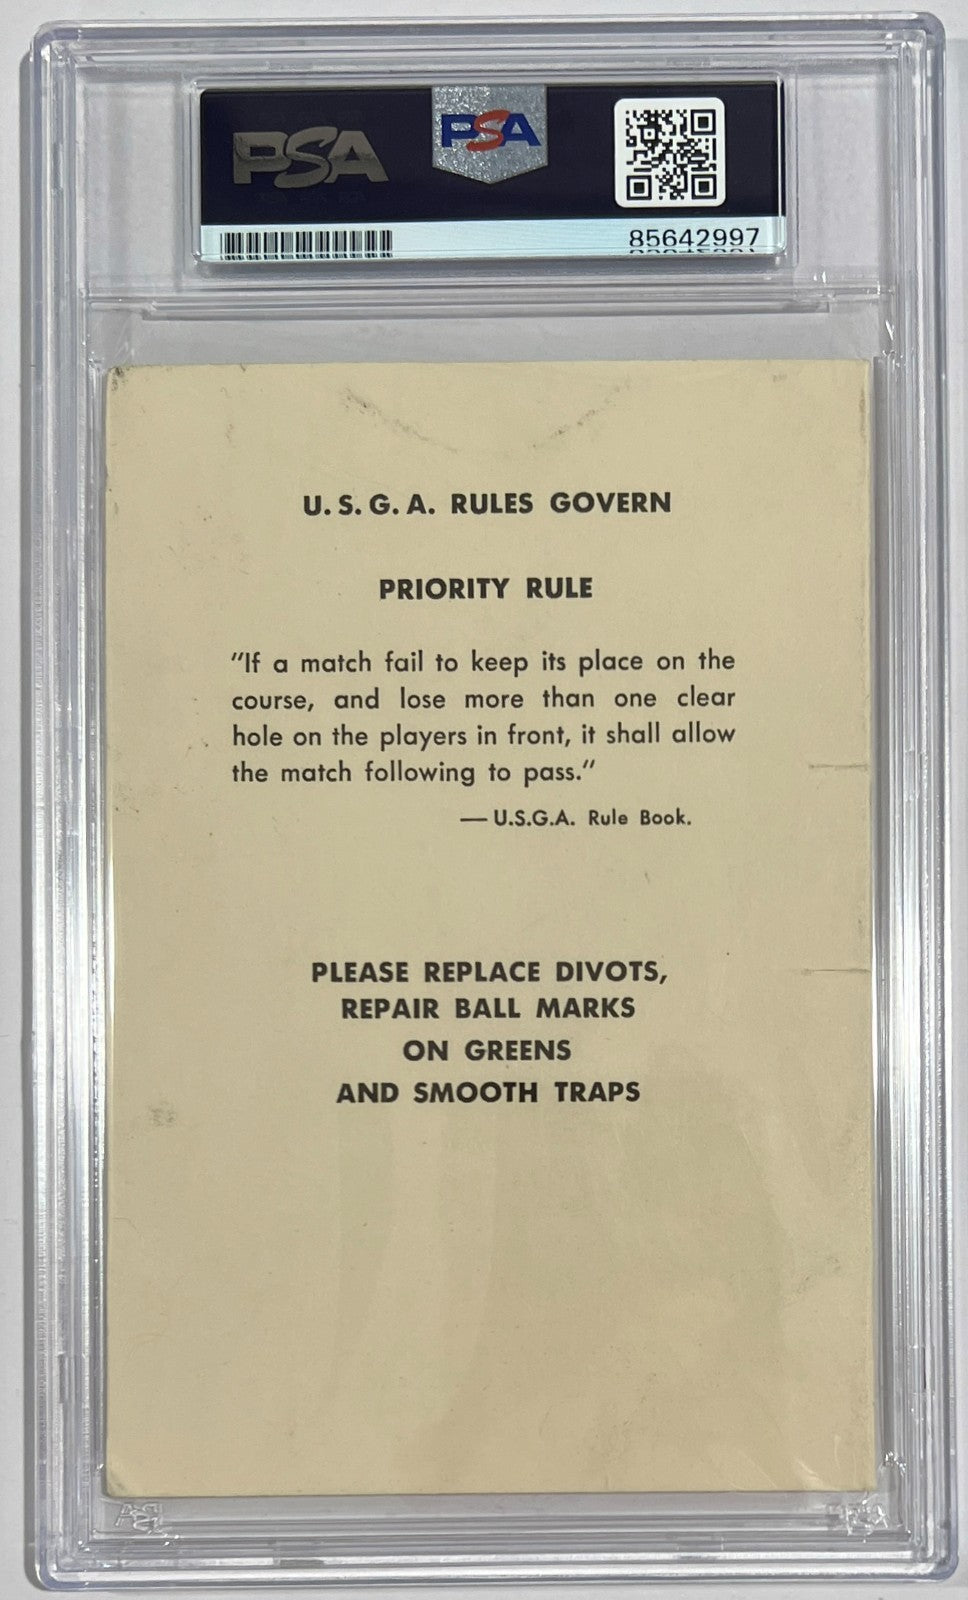 PSA
PSA
85642997
U. S. G. A. RULES GOVERN
PRIORITY RULE
"If a match fail to keep its place on the
course, and lose more than one clear
hole on the players in front, it shall allow
the match following to pass."
— U.S.G.A. Rule Book.
PLEASE REPLACE DIVOTS,
REPAIR BALL MARKS
ON GREENS
AND SMOOTH TRAPS
PSA
PSA